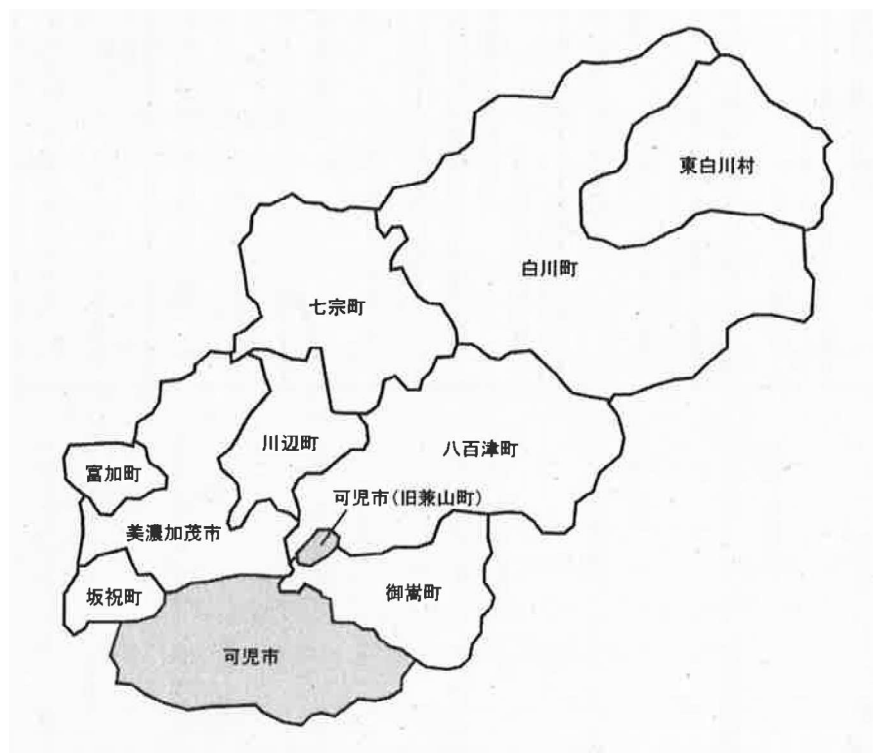 東白川村
白川町
七宗町
川辺町
八百津町
富加町
可児市(旧兼山町)
美濃加茂市
坂祝町
御嵩町
可児市